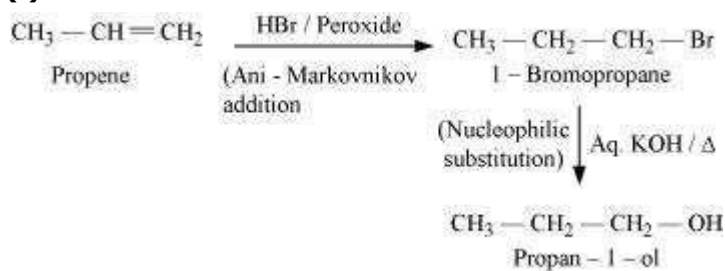 CH₃ — CH = CH₂
Propene
HBr / Peroxide
(Ani - Markovnikov
addition
CH₃ — CH₂ — CH₂ — Br
1 – Bromopropane
(Nucleophilic
substitution)
Aq. KOH / Δ
CH₃ — CH₂ — CH₂ — OH
Propan – 1 – ol